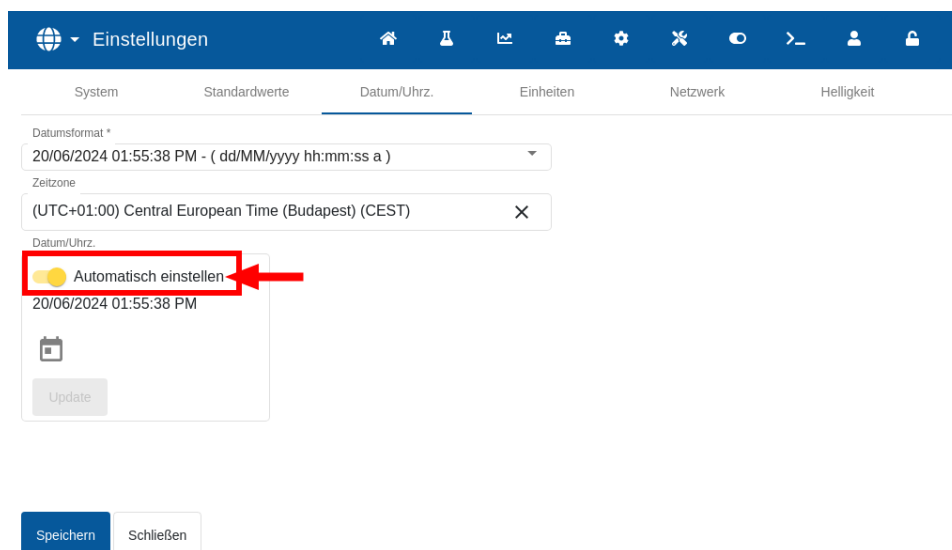 Einstellungen
System Standardwerte Datum/Uhrz. Einheiten Netzwerk Helligkeit
Datumsformat *
20/06/2024 01:55:38 PM - ( dd/MM/yyyy hh:mm:ss a )
Zeitzone
(UTC+01:00) Central European Time (Budapest) (CEST)
Datum/Uhrz.
Automatisch einstellen
20/06/2024 01:55:38 PM
Update
Speichern Schließen